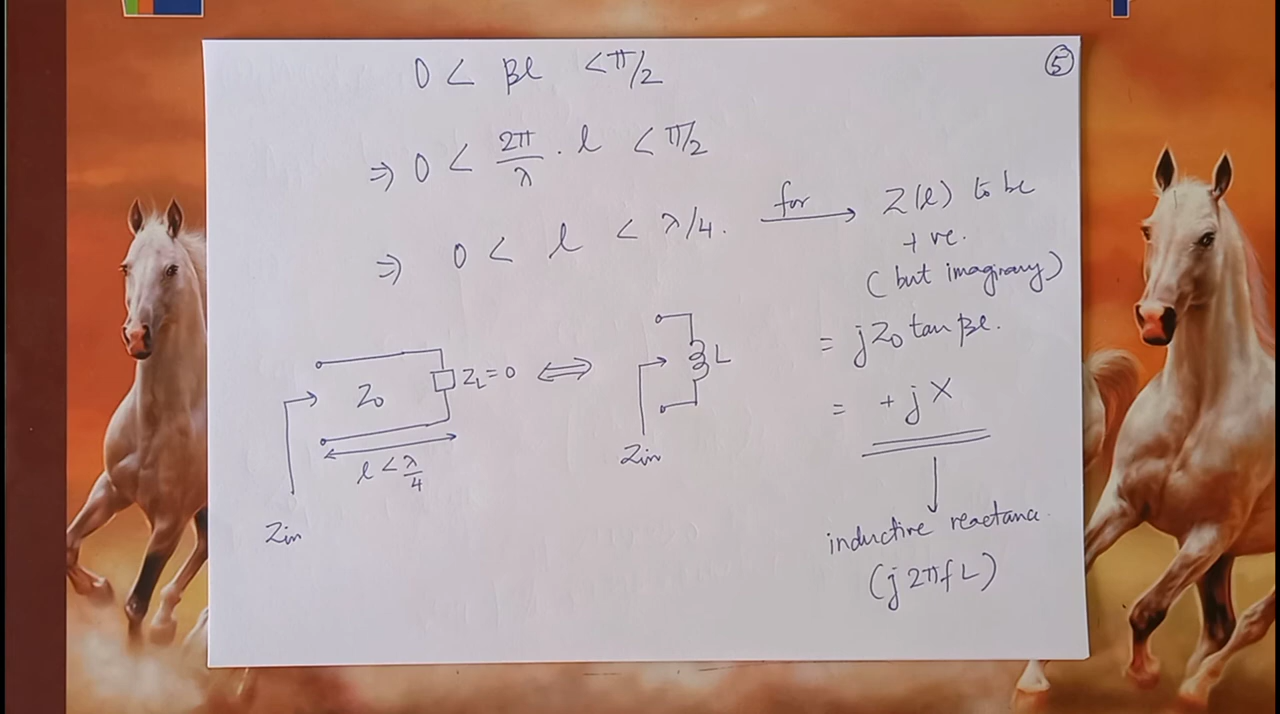 5
0 < βl < π/2
⇒ 0 < 2π/λ . l < π/2
⇒ 0 < l < λ/4. for → Z(l) to be
+ve.
(but imaginary)
= jZ₀ tan βl.
= + jX
Z₀ Z_L=0 ⇔ L
l < λ/4
Zin
Zin
inductive reactance
(j 2πf L)